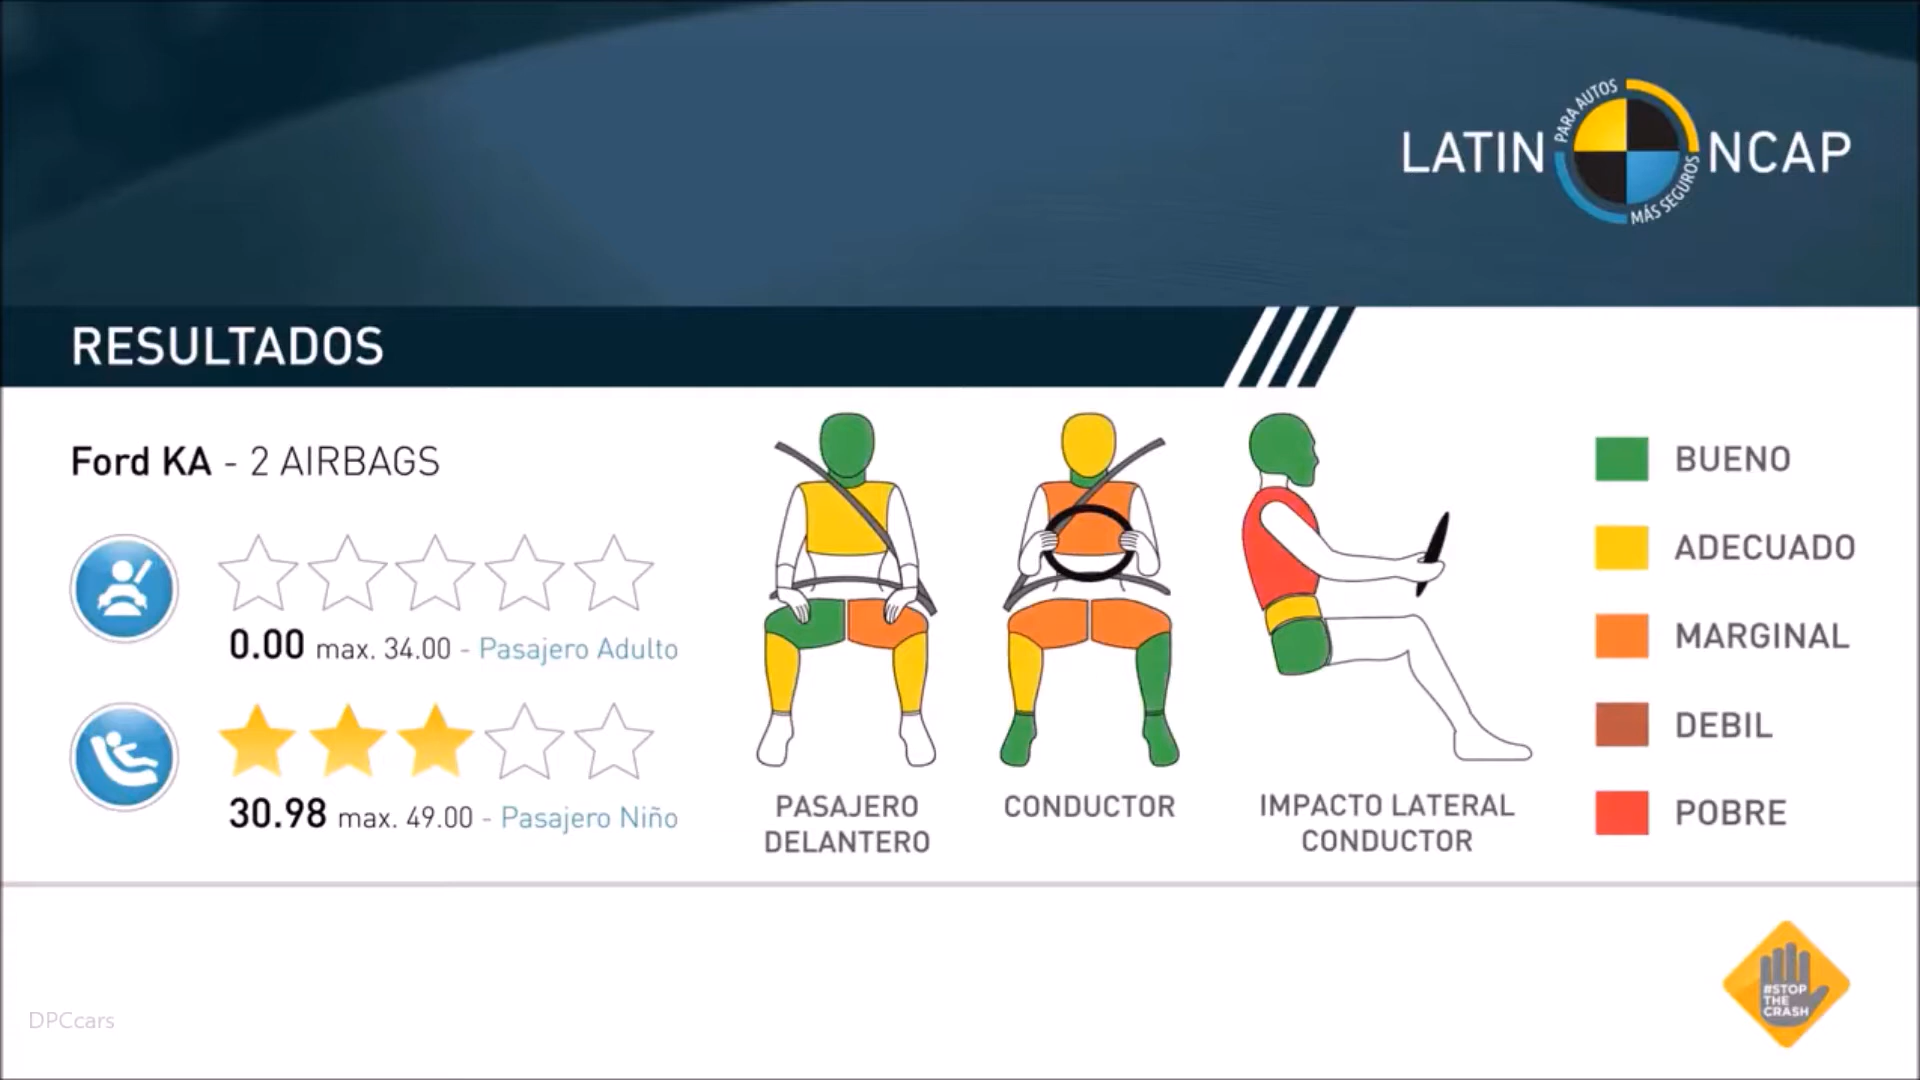 LATIN NCAP
PARA AUTOS
MÁS SEGUROS
RESULTADOS
Ford KA - 2 AIRBAGS
0.00 max. 34.00 - Pasajero Adulto
30.98 max. 49.00 - Pasajero Niño
PASAJERO
DELANTERO
CONDUCTOR
IMPACTO LATERAL
CONDUCTOR
BUENO
ADECUADO
MARGINAL
DEBIL
POBRE
#STOP
THE
CRASH
DPCcars